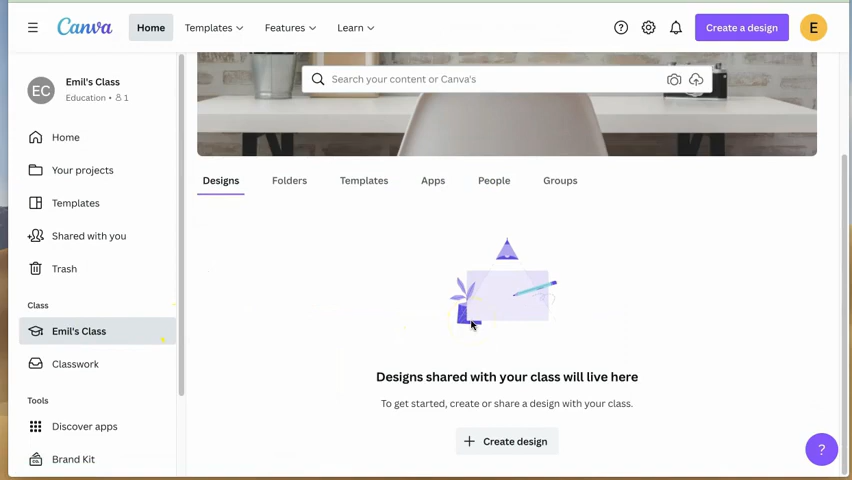 Canva
Home
Templates
Features
Learn
Create a design
E
EC
Emil's Class
Education • 1
Home
Your projects
Templates
Shared with you
Trash
Class
Emil's Class
Classwork
Tools
Discover apps
Brand Kit
Search your content or Canva's
Designs
Folders
Templates
Apps
People
Groups
Designs shared with your class will live here
To get started, create or share a design with your class.
+ Create design
?